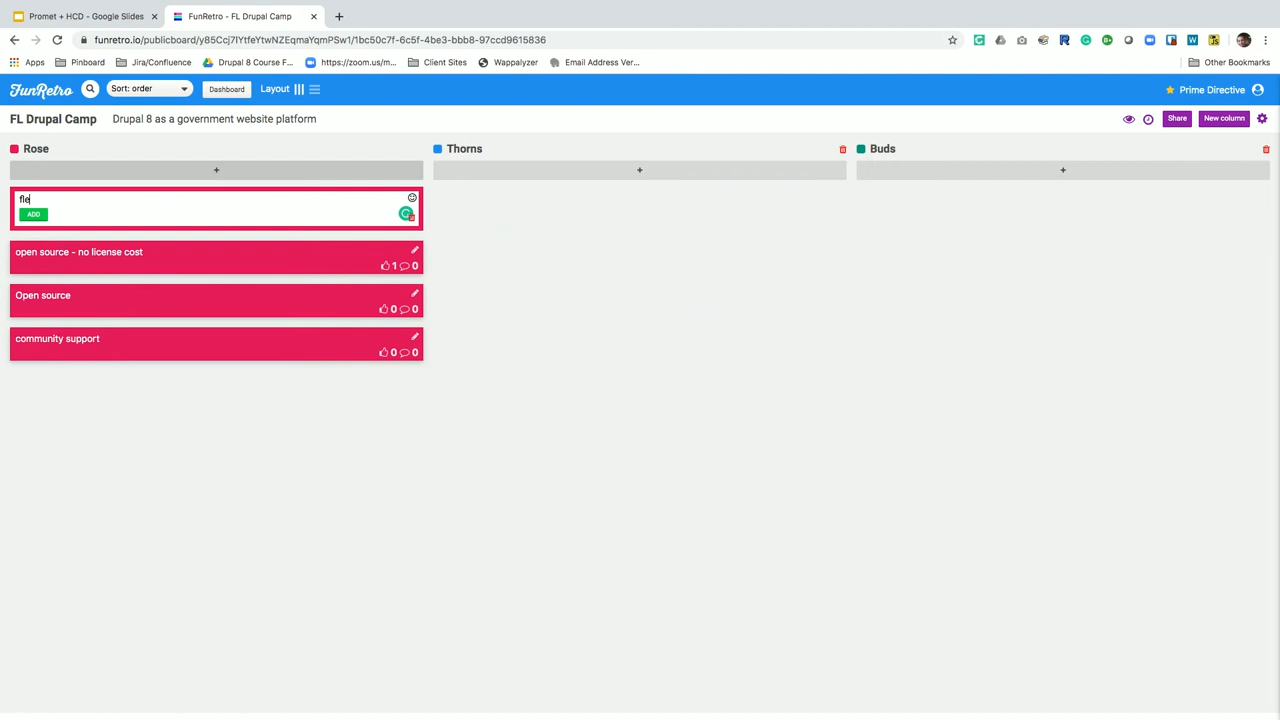 Promet + HCD - Google Slides
FunRetro - FL Drupal Camp
funretro.io/publicboard/y85Ccj7IYtfeYtwNZEqmaYqmPSw1/1bc50c7f-6c5f-4be3-bbb8-97ccd9615836
Apps Pinboard Jira/Confluence Drupal 8 Course F... https://zoom.us/m... Client Sites Wappalyzer Email Address Ver... Other Bookmarks
FunRetro Sort: order Dashboard Layout Prime Directive
FL Drupal Camp Drupal 8 as a government website platform Share New column
Rose Thorns Buds
+ + +
fle
ADD
open source - no license cost
1 0
Open source
0 0
community support
0 0